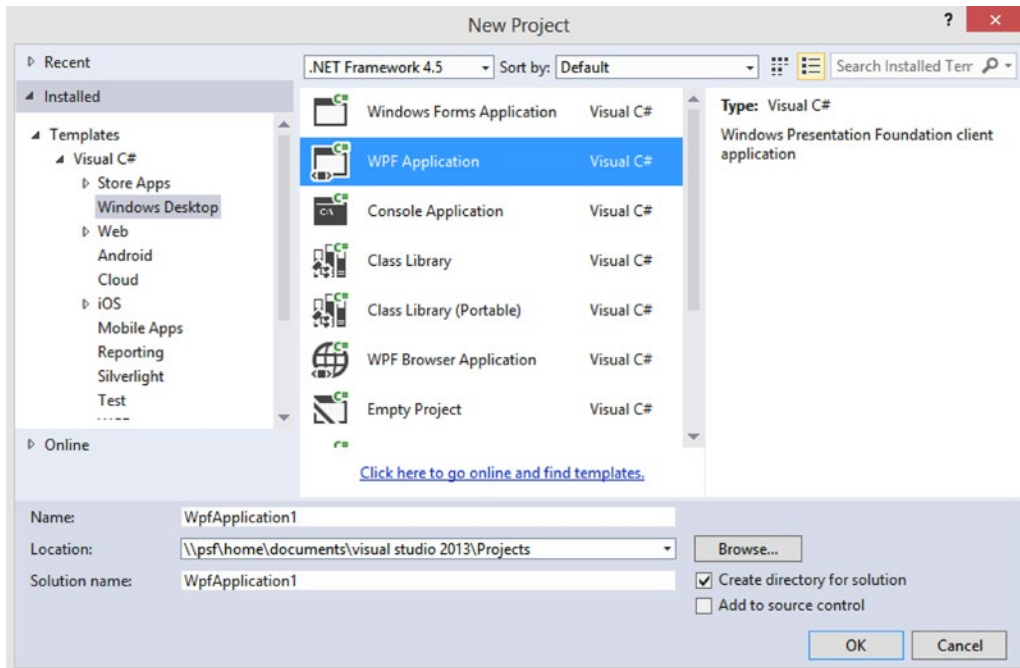 New Project
?
Recent
.NET Framework 4.5 Sort by: Default Search Installed Terr
Installed
Templates
Visual C#
Store Apps
Windows Desktop
Web
Android
Cloud
iOS
Mobile Apps
Reporting
Silverlight
Test
Online
Windows Forms Application Visual C#
WPF Application Visual C#
Console Application Visual C#
Class Library Visual C#
Class Library (Portable) Visual C#
WPF Browser Application Visual C#
Empty Project Visual C#
Click here to go online and find templates.
Type: Visual C#
Windows Presentation Foundation client
application
Name: WpfApplication1
Location: \\psf\home\documents\visual studio 2013\Projects Browse...
Solution name: WpfApplication1
Create directory for solution
Add to source control
OK Cancel